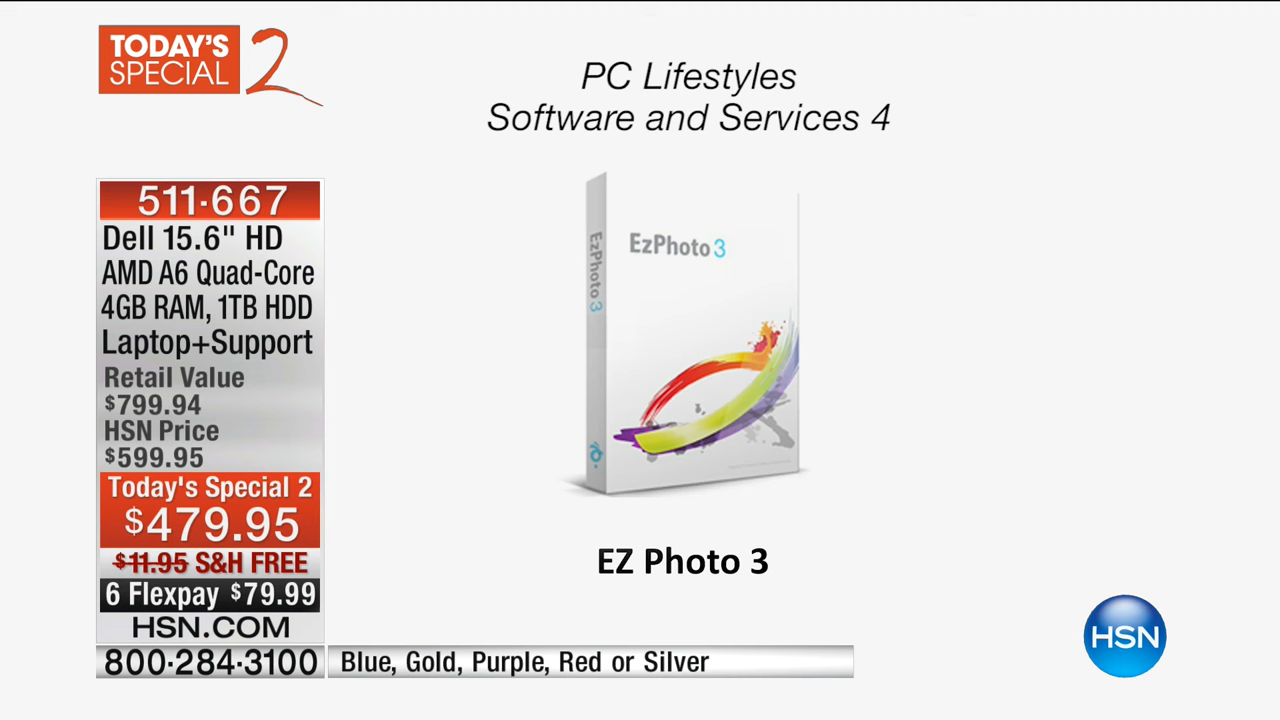 TODAY'S
SPECIAL 2
PC Lifestyles
Software and Services 4
511-667
Dell 15.6" HD
AMD A6 Quad-Core
4GB RAM, 1TB HDD
Laptop+Support
Retail Value
$799.94
HSN Price
$599.95
Today's Special 2
$479.95
$11.95 S&H FREE
6 Flexpay $79.99
HSN.COM
800-284-3100
Blue, Gold, Purple, Red or Silver
EzPhoto 3
EzPhoto 3
EZ Photo 3
HSN